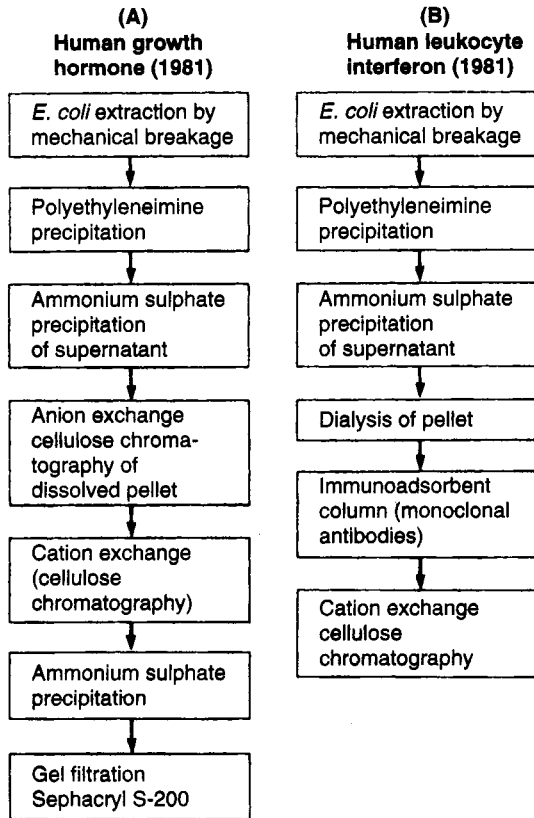 (A)
Human growth
hormone (1981)
E. coli extraction by
mechanical breakage
Polyethyleneimine
precipitation
Ammonium sulphate
precipitation
of supernatant
Anion exchange
cellulose chroma-
tography of
dissolved pellet
Cation exchange
(cellulose
chromatography)
Ammonium sulphate
precipitation
Gel filtration
Sephacryl S-200
(B)
Human leukocyte
interferon (1981)
E. coli extraction by
mechanical breakage
Polyethyleneimine
precipitation
Ammonium sulphate
precipitation
of supernatant
Dialysis of pellet
Immunoadsorbent
column (monoclonal
antibodies)
Cation exchange
cellulose
chromatography